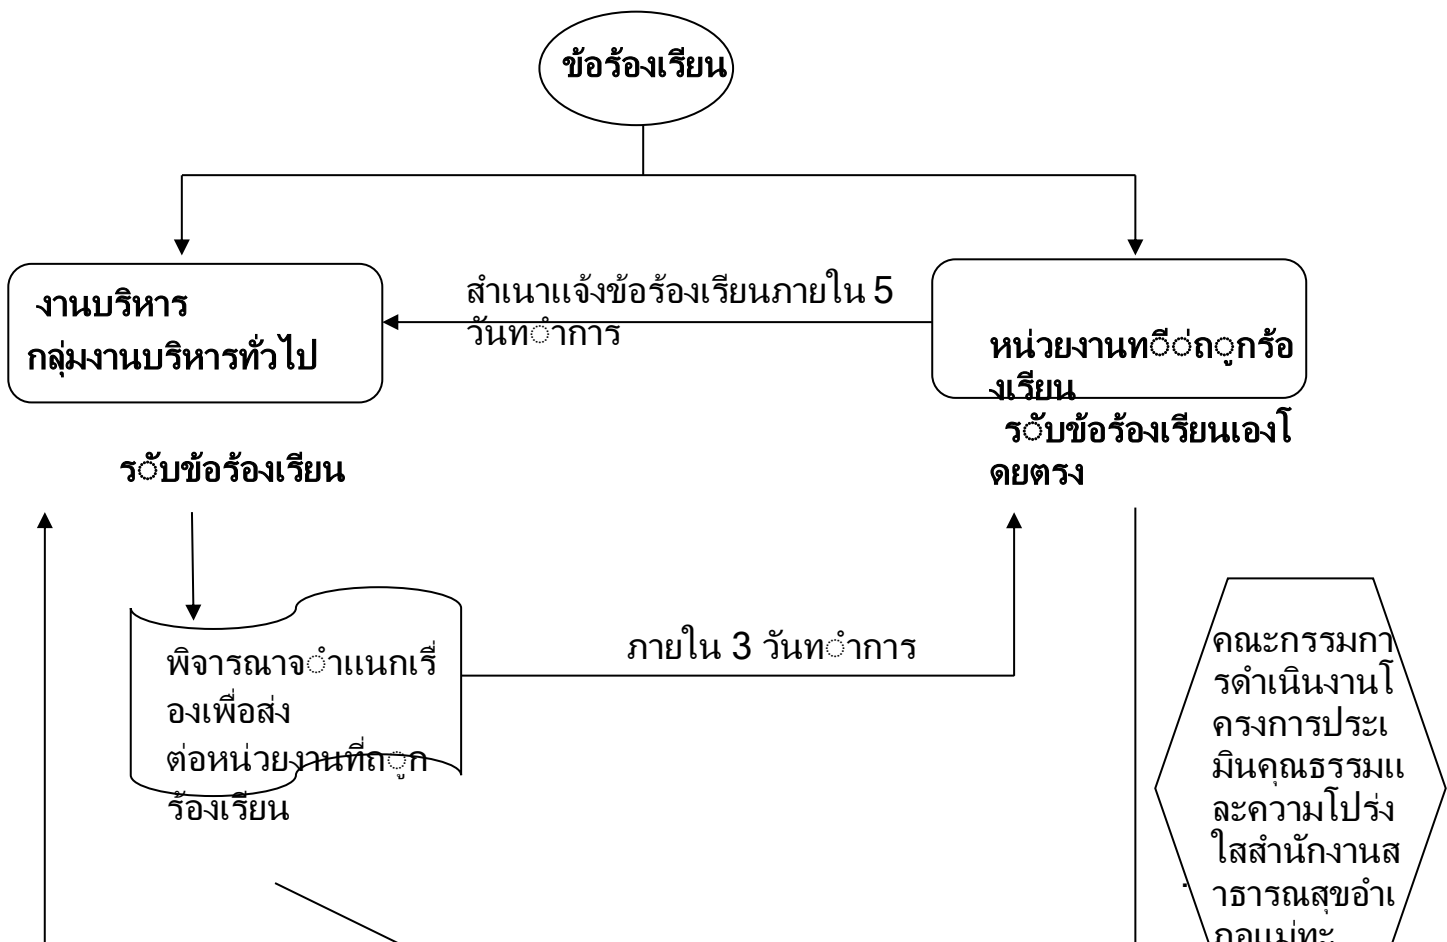 ข้อร้องเรียน
งานบริหาร
กลุ่มงานบริหารทั่วไป
รับข้อร้องเรียน
สำเนาแจ้งข้อร้องเรียนภายใน 5
วันทำการ
หน่วยงานที่ถูกร้อ
งเรียน
รับข้อร้องเรียนเองโ
ดยตรง
พิจารณาจำแนกเรื่
องเพื่อส่ง
ต่อหน่วยงานที่ถูก
ร้องเรียน
ภายใน 3 วันทำการ
คณะกรรมกา
รดำเนินงานโ
ครงการประเ
มินคุณธรรมแ
ละความโปร่ง
ใสสำนักงานส
าธารณสุขอำเ
ภอแม่ทะ